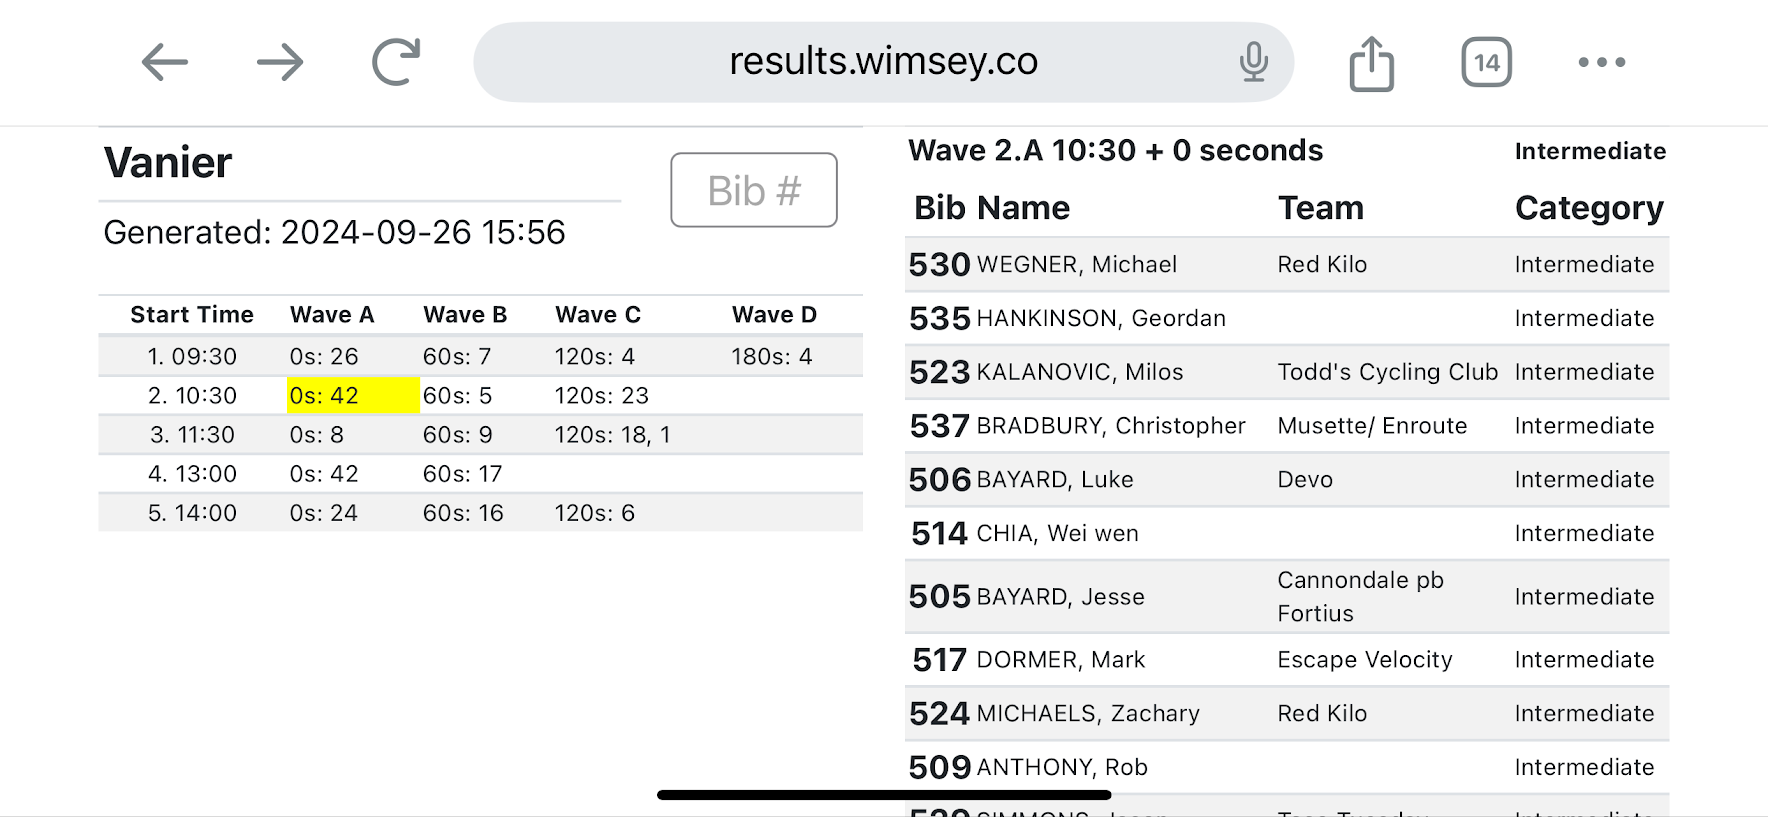 results.wimsey.co
14
Vanier
Bib #
Generated: 2024-09-26 15:56
Start Time Wave A Wave B Wave C Wave D
1. 09:30 0s: 26 60s: 7 120s: 4 180s: 4
2. 10:30 0s: 42 60s: 5 120s: 23
3. 11:30 0s: 8 60s: 9 120s: 18, 1
4. 13:00 0s: 42 60s: 17
5. 14:00 0s: 24 60s: 16 120s: 6
Wave 2.A 10:30 + 0 seconds Intermediate
Bib Name Team Category
530 WEGNER, Michael Red Kilo Intermediate
535 HANKINSON, Geordan Intermediate
523 KALANOVIC, Milos Todd's Cycling Club Intermediate
537 BRADBURY, Christopher Musette/ Enroute Intermediate
506 BAYARD, Luke Devo Intermediate
514 CHIA, Wei wen Intermediate
505 BAYARD, Jesse Cannondale pb
Fortius Intermediate
517 DORMER, Mark Escape Velocity Intermediate
524 MICHAELS, Zachary Red Kilo Intermediate
509 ANTHONY, Rob Intermediate